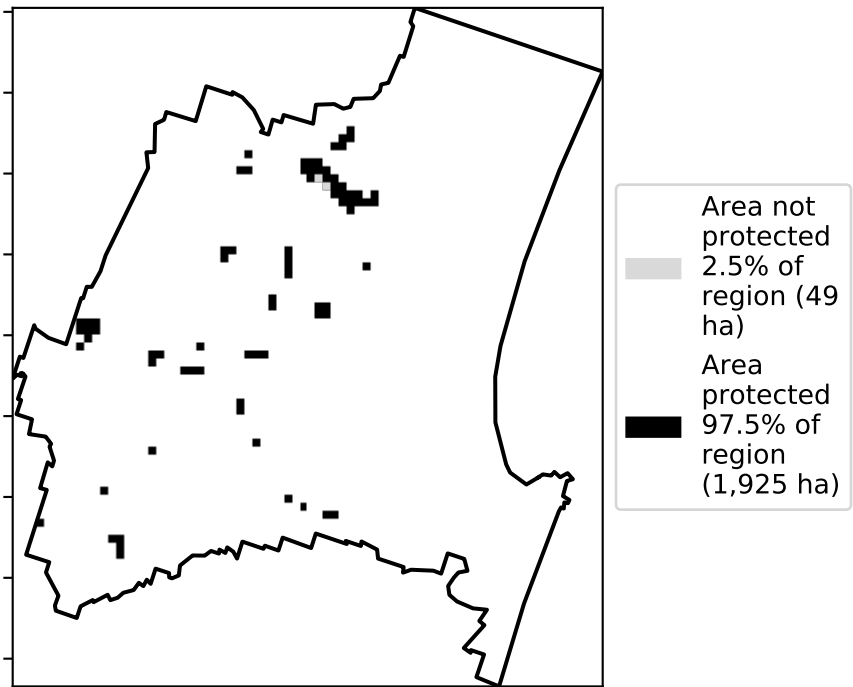 Area not
protected
2.5% of
region (49
ha)
Area
protected
97.5% of
region
(1,925 ha)